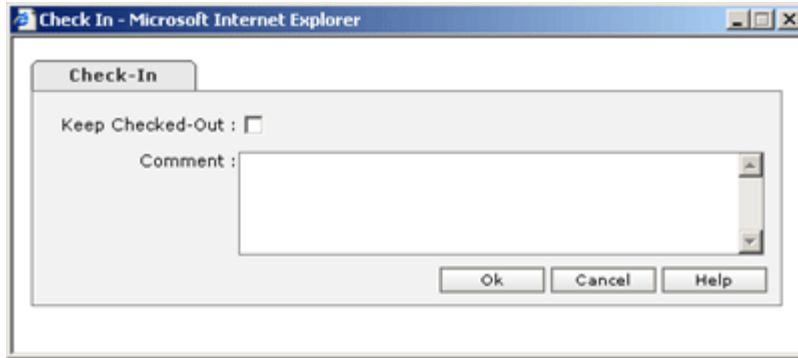 Check In - Microsoft Internet Explorer
Check-In
Keep Checked-Out :
Comment :
Ok Cancel Help